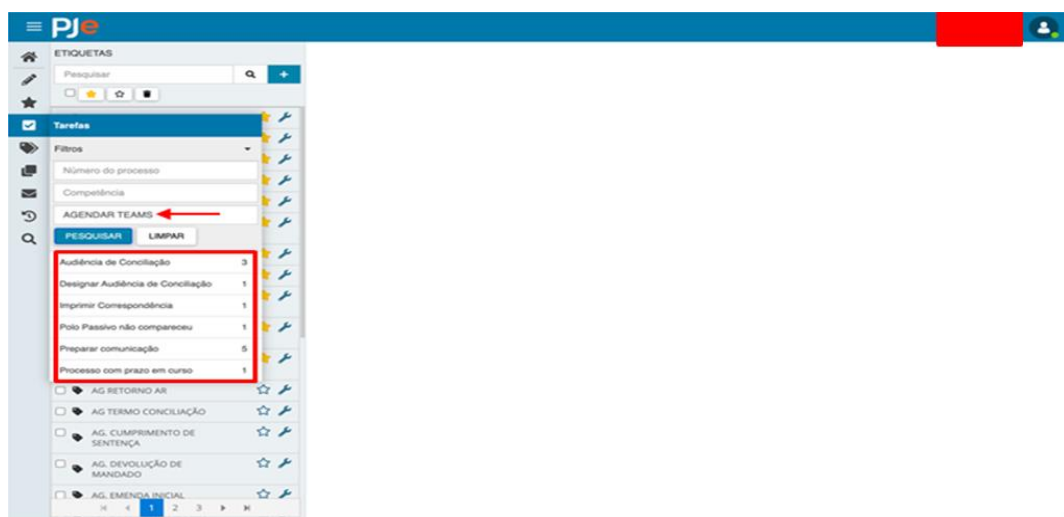 PJe
ETIQUETAS
Pesquisar
Tarefas
Filtros
Número do processo
Competência
AGENDAR TEAMS
PESQUISAR LIMPAR
Audiência de Conciliação 3
Designar Audiência de Conciliação 1
Imprimir Correspondência 1
Polo Passivo não compareceu 1
Preparar comunicação 5
Processo com prazo em curso 1
AG RETORNO AR
AG TERMO CONCILIAÇÃO
AG. CUMPRIMENTO DE
SENTENÇA
AG. DEVOLUÇÃO DE
MANDADO
AG. EMENDA INICIAL
1 2 3